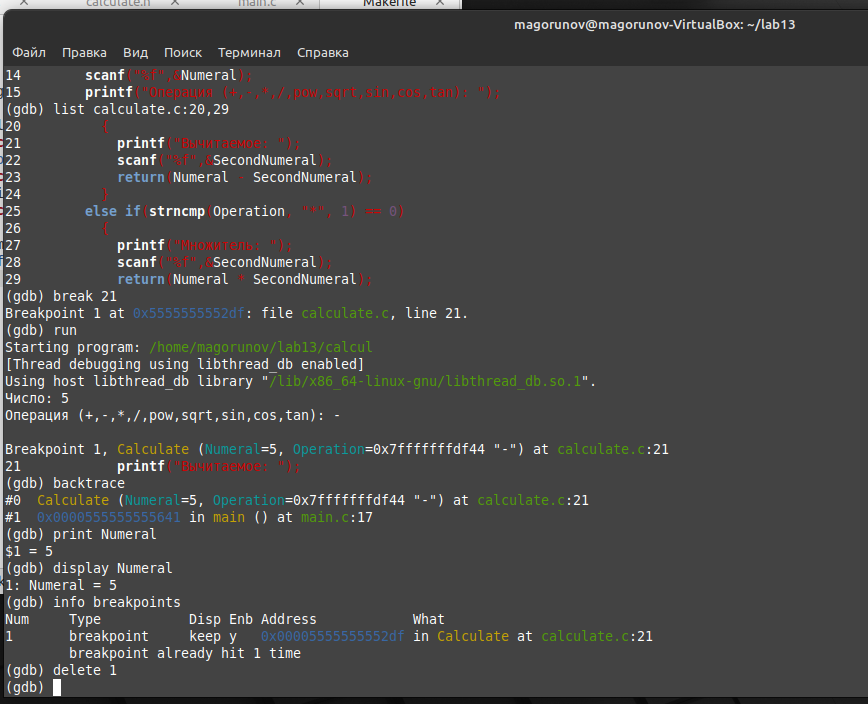 calculate.h × main.c × Makefile ×
magorunov@magorunov-VirtualBox: ~/lab13
Файл Правка Вид Поиск Терминал Справка
14        scanf("%f",&Numeral);
15        printf("Операция (+,-,*,/,pow,sqrt,sin,cos,tan): ");
(gdb) list calculate.c:20,29
20          {
21            printf("Вычитаемое: ");
22            scanf("%f",&SecondNumeral);
23            return(Numeral - SecondNumeral);
24          }
25        else if(strncmp(Operation, "*", 1) == 0)
26          {
27            printf("Множитель: ");
28            scanf("%f",&SecondNumeral);
29            return(Numeral * SecondNumeral);
(gdb) break 21
Breakpoint 1 at 0x5555555552df: file calculate.c, line 21.
(gdb) run
Starting program: /home/magorunov/lab13/calcul
[Thread debugging using libthread_db enabled]
Using host libthread_db library "/lib/x86_64-linux-gnu/libthread_db.so.1".
Число: 5
Операция (+,-,*,/,pow,sqrt,sin,cos,tan): -
Breakpoint 1, Calculate (Numeral=5, Operation=0x7fffffffdf44 "-") at calculate.c:21
21            printf("Вычитаемое: ");
(gdb) backtrace
#0  Calculate (Numeral=5, Operation=0x7fffffffdf44 "-") at calculate.c:21
#1  0x0000555555555641 in main () at main.c:17
(gdb) print Numeral
$1 = 5
(gdb) display Numeral
1: Numeral = 5
(gdb) info breakpoints
Num     Type           Disp Enb Address            What
1       breakpoint     keep y   0x00005555555552df in Calculate at calculate.c:21
        breakpoint already hit 1 time
(gdb) delete 1
(gdb)